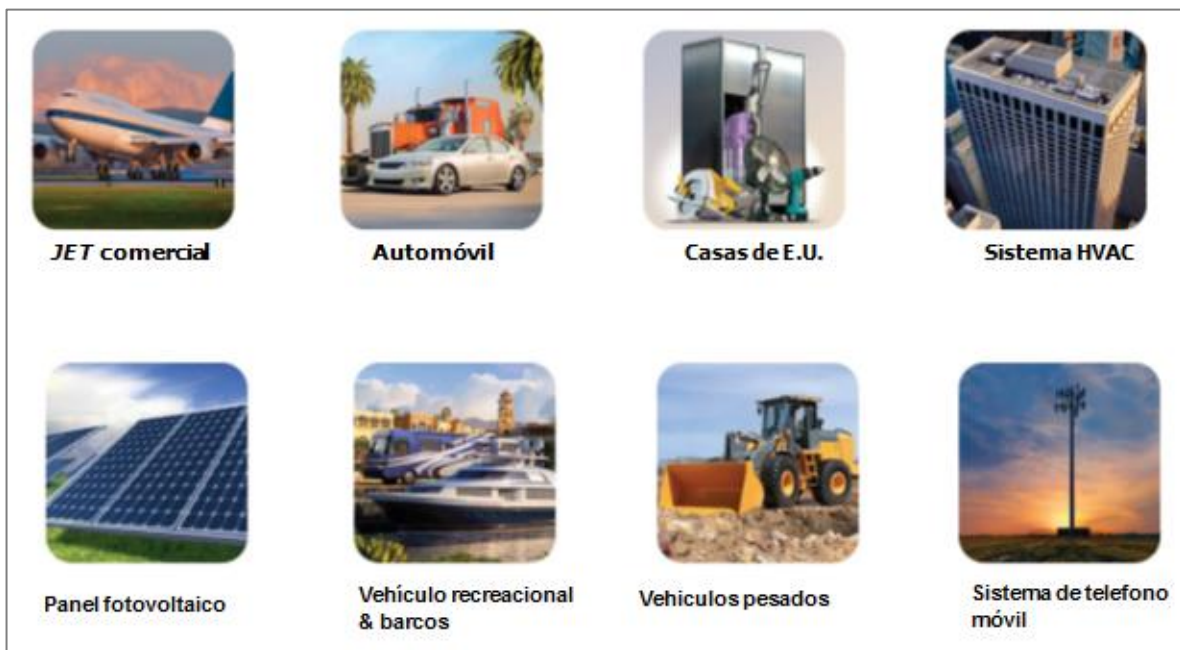 JET comercial
Automóvil
Casas de E.U.
Sistema HVAC
Panel fotovoltaico
Vehículo recreacional
& barcos
Vehiculos pesados
Sistema de telefono
móvil